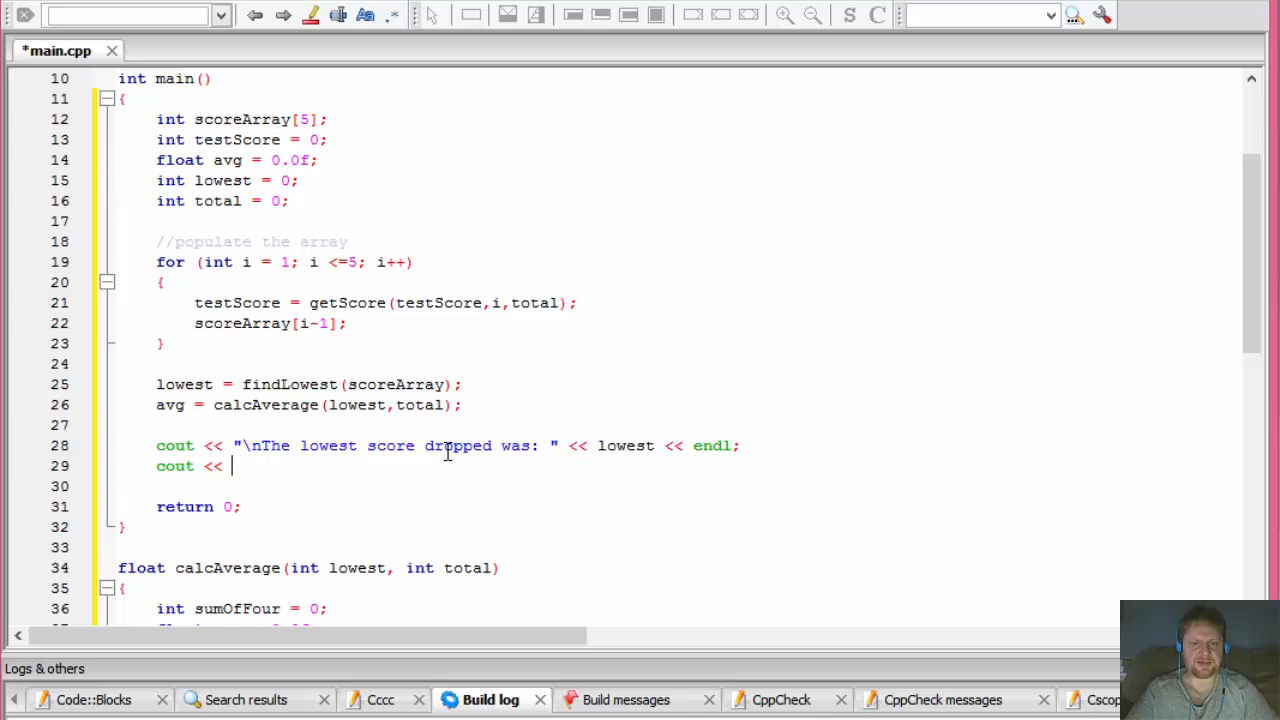 *main.cpp
10 int main()
11 {
12 int scoreArray[5];
13 int testScore = 0;
14 float avg = 0.0f;
15 int lowest = 0;
16 int total = 0;
17
18 //populate the array
19 for (int i = 1; i <=5; i++)
20 {
21 testScore = getScore(testScore,i,total);
22 scoreArray[i-1];
23 }
24
25 lowest = findLowest(scoreArray);
26 avg = calcAverage(lowest,total);
27
28 cout << "\nThe lowest score dropped was: " << lowest << endl;
29 cout <<
30
31 return 0;
32 }
33
34 float calcAverage(int lowest, int total)
35 {
36 int sumOfFour = 0;
Logs & others
Code::Blocks Search results Cccc Build log Build messages CppCheck CppCheck messages Csco